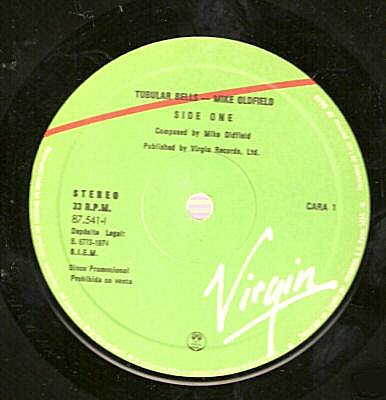 TUBULAR BELLS — MIKE OLDFIELD
SIDE ONE
Composed by Mike Oldfield
Published by Virgin Records, Ltd.
STEREO
33 R.P.M.
87.541-I
Depósito Legal:
B. 6773-1974
B.I.E.M.
Disco Promocional
Prohibida su venta
CARA 1
Virgin